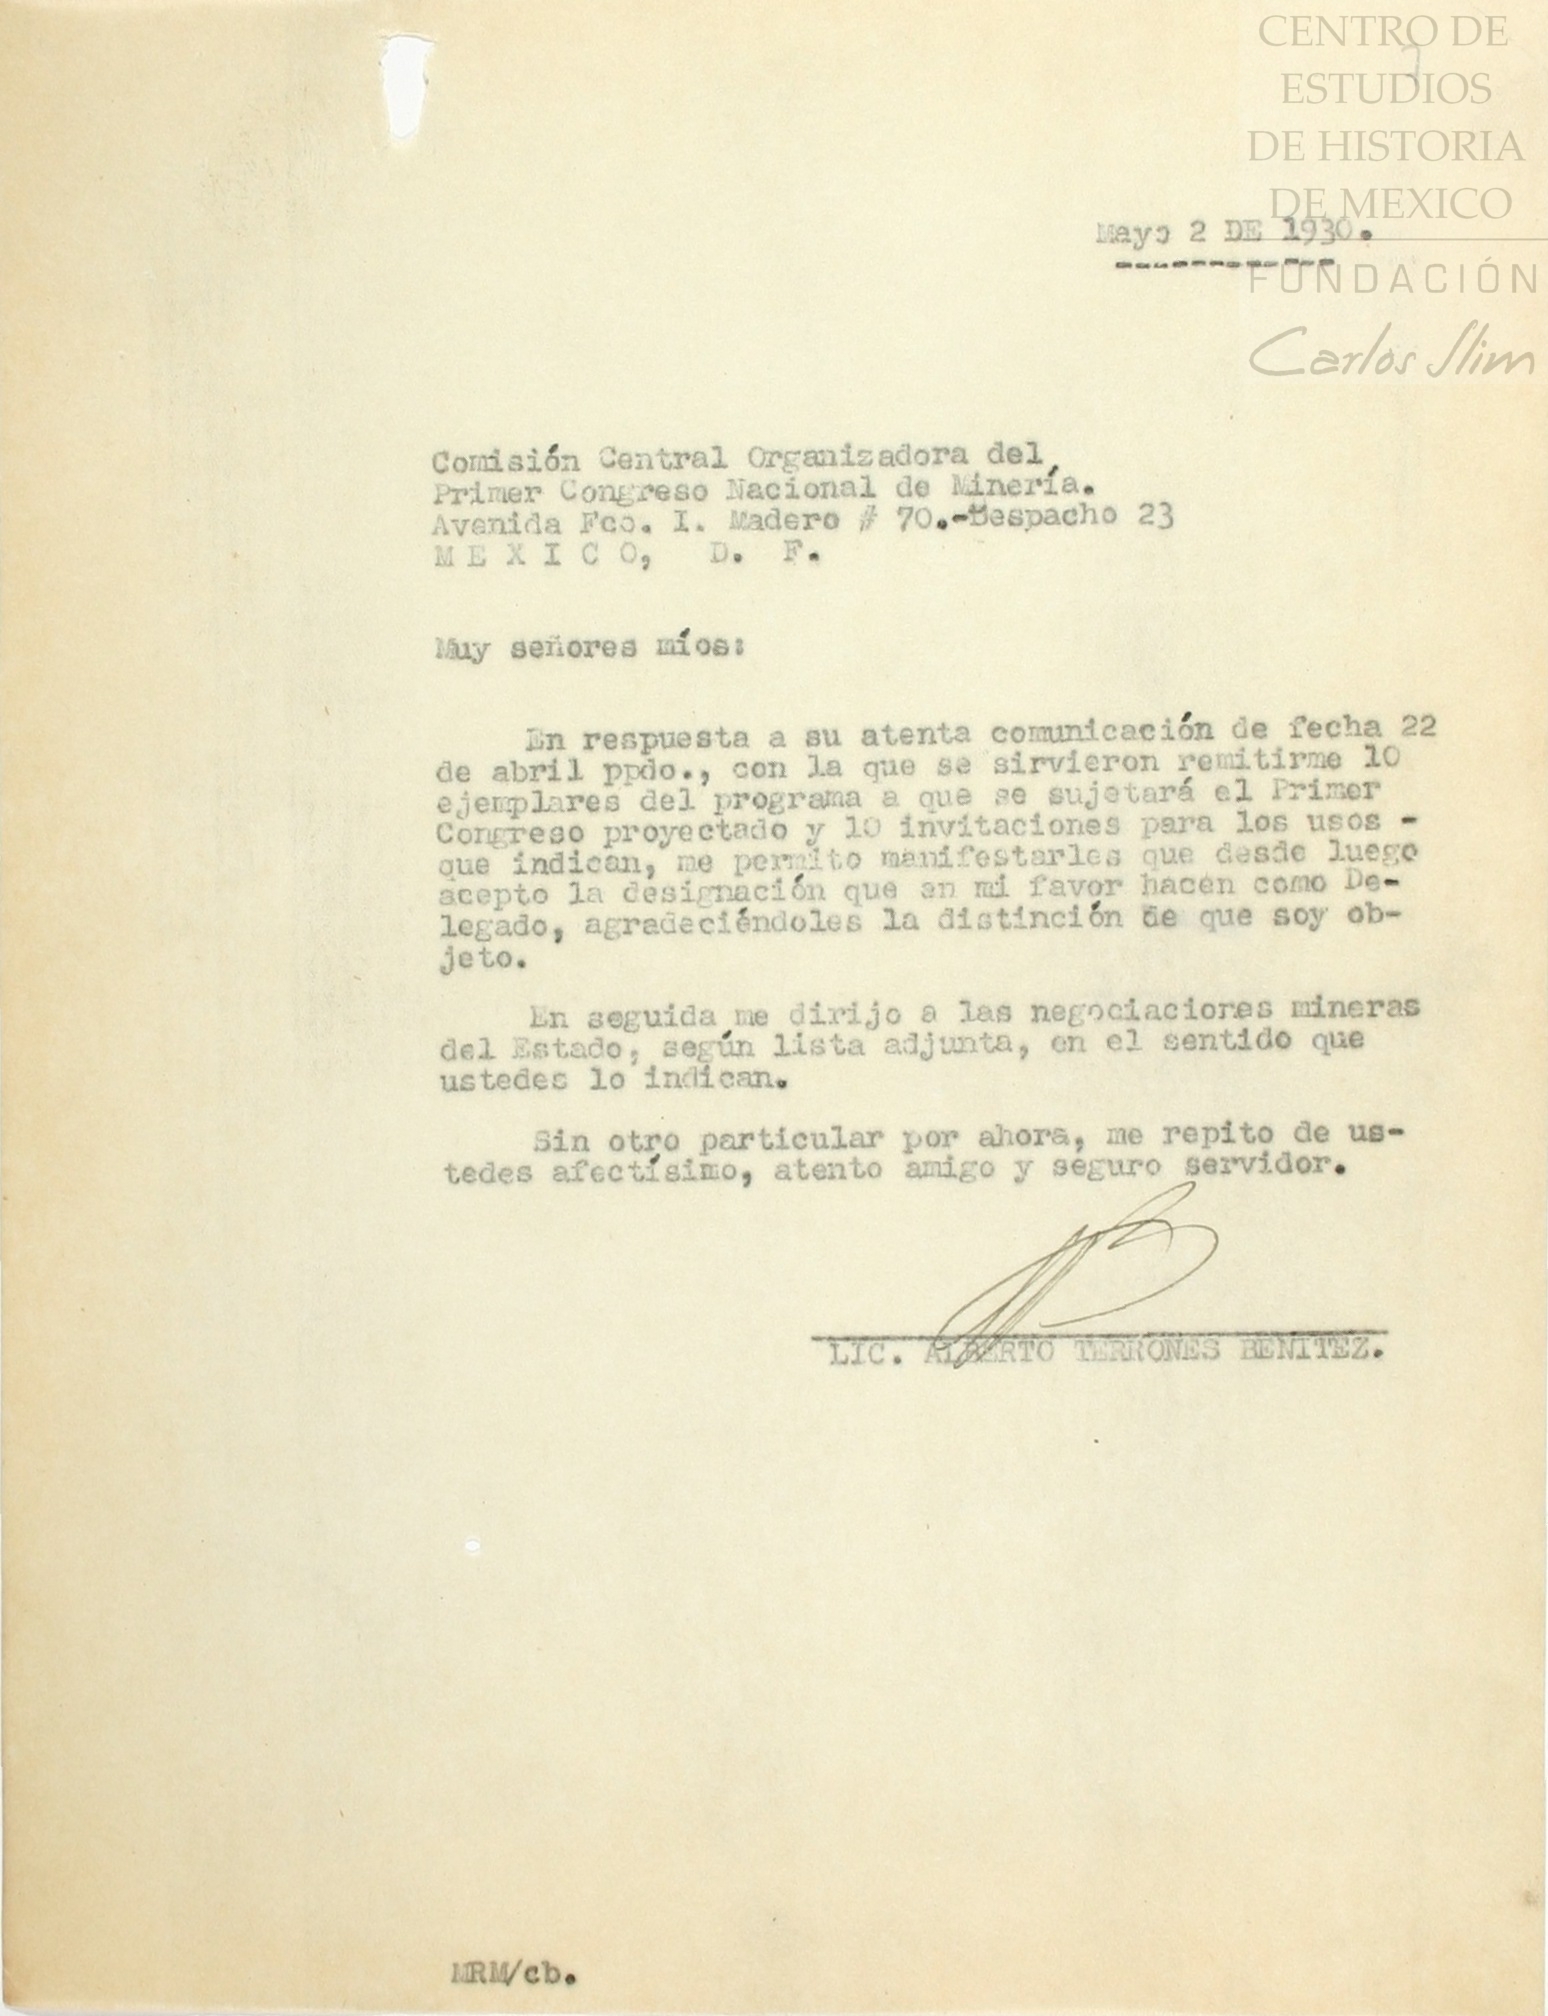 CENTRO DE
ESTUDIOS
DE HISTORIA
DE MEXICO
FUNDACIÓN
Carlos Slim
Mayo 2 DE 1930.
Comisión Central Organizadora del
Primer Congreso Nacional de Minería.
Avenida Fco. I. Madero # 70.-Despacho 23
M E X I C O, D. F.
Muy señores míos:
En respuesta a su atenta comunicación de fecha 22
de abril ppdo., con la que se sirvieron remitirme 10
ejemplares del programa a que se sujetará el Primer
Congreso proyectado y 10 invitaciones para los usos -
que indican, me permito manifestarles que desde luego
acepto la designación que en mi favor hacen como De-
legado, agradeciéndoles la distinción de que soy ob-
jeto.
En seguida me dirijo a las negociaciones mineras
del Estado, según lista adjunta, en el sentido que
ustedes lo indican.
Sin otro particular por ahora, me repito de us-
tedes afectísimo, atento amigo y seguro servidor.
LIC. ALBERTO TERRONES BENITEZ.
MRM/cb.